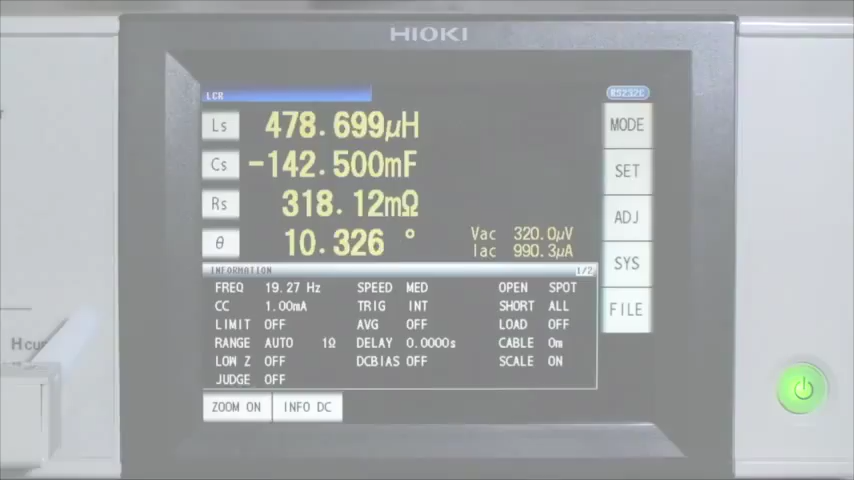 HIOKI
LCR
RS232C
Ls 478.699μH
Cs -142.500mF
Rs 318.12mΩ
θ 10.326 °
Vac 320.0μV
Iac 990.3μA
MODE
SET
ADJ
SYS
FILE
INFORMATION 1/2
FREQ 19.27 Hz SPEED MED OPEN SPOT
CC 1.00mA TRIG INT SHORT ALL
LIMIT OFF AVG OFF LOAD OFF
RANGE AUTO 1Ω DELAY 0.0000s CABLE 0m
LOW Z OFF DCBIAS OFF SCALE ON
JUDGE OFF
ZOOM ON INFO DC